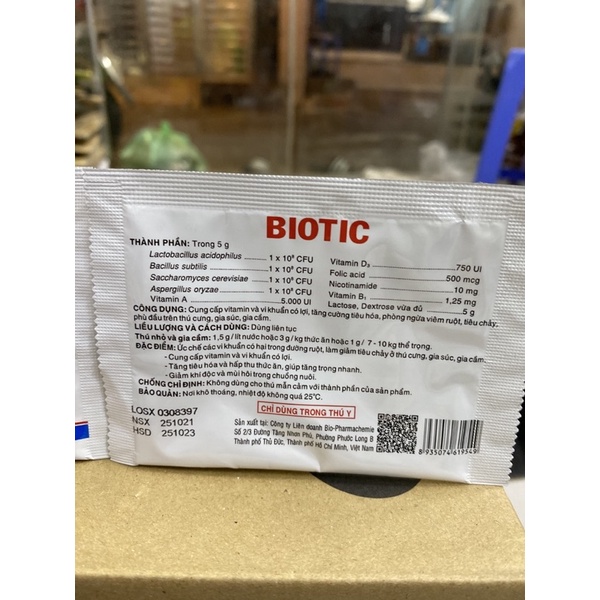 BIOTIC
THÀNH PHẦN: Trong 5 g
Lactobacillus acidophilus ........ 1 x 10⁹ CFU
Bacillus subtilis ........ 1 x 10⁹ CFU
Saccharomyces cerevisiae ........ 1 x 10⁹ CFU
Aspergillus oryzae ........ 1 x 10⁹ CFU
Vitamin A ........ 5.000 UI
Vitamin D₃ ........ 750 UI
Folic acid ........ 500 mcg
Nicotinamide ........ 10 mg
Vitamin B₁ ........ 1,25 mg
Lactose, Dextrose vừa đủ ........ 5 g
CÔNG DỤNG: Cung cấp vitamin và vi khuẩn có lợi, tăng cường tiêu hóa, phòng ngừa viêm ruột, tiêu chảy,
phù đầu trên thú cưng, gia súc, gia cầm.
LIỀU LƯỢNG VÀ CÁCH DÙNG: Dùng liên tục
Thú nhỏ và gia cầm: 1,5 g / lít nước hoặc 3 g / kg thức ăn hoặc 1 g / 7 - 10 kg thể trọng.
ĐẶC ĐIỂM: Ức chế các vi khuẩn có hại trong đường ruột, làm giảm tiêu chảy ở thú cưng, gia súc, gia cầm.
- Cung cấp vitamin và vi khuẩn có lợi.
- Tăng tiêu hóa và hấp thu thức ăn, giúp tăng trọng nhanh.
- Giảm khí độc và mùi hôi trong chuồng nuôi.
CHỐNG CHỈ ĐỊNH: Không dùng cho thú mẫn cảm với thành phần của sản phẩm.
BẢO QUẢN: Nơi khô thoáng, nhiệt độ không quá 25°C.
CHỈ DÙNG TRONG THÚ Y
LOSX 0308397
NSX 251021
HSD 251023
Sản xuất tại: Công ty Liên doanh Bio-Pharmachemie
Số 2/3 Đường Tăng Nhơn Phú, Phường Phước Long B
Thành phố Thủ Đức, Thành phố Hồ Chí Minh, Việt Nam
8 935074 619549